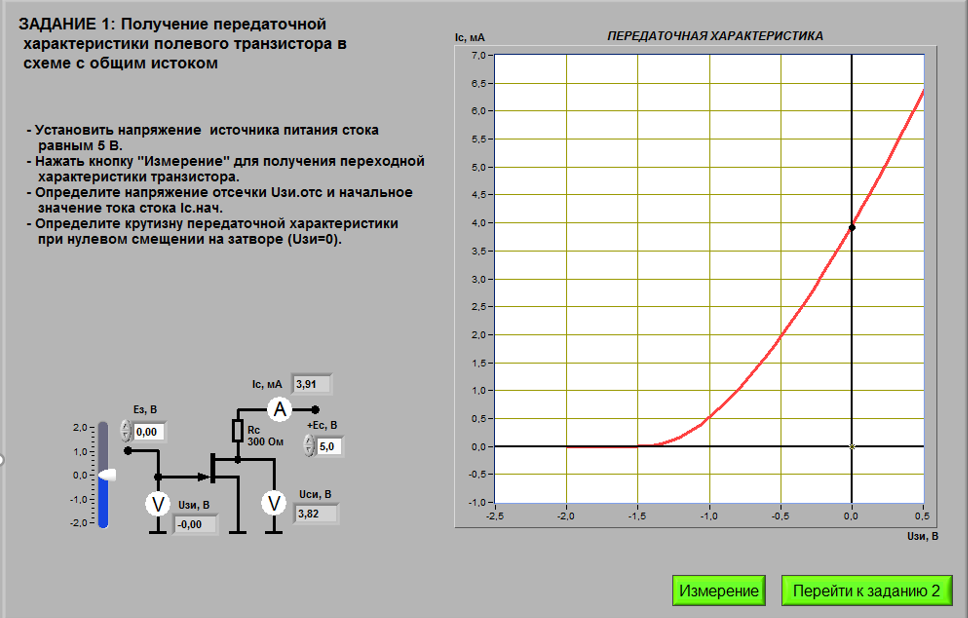 ЗАДАНИЕ 1: Получение передаточной
характеристики полевого транзистора в
схеме с общим истоком
- Установить напряжение источника питания стока
равным 5 В.
- Нажать кнопку "Измерение" для получения переходной
характеристики транзистора.
- Определите напряжение отсечки Uзи.отс и начальное
значение тока стока Iс.нач.
- Определите крутизну передаточной характеристики
при нулевом смещении на затворе (Uзи=0).
Iс, мА
3,91
Eз, В
0,00
A
+Eс, В
5,0
Rс
300 Ом
2,0
1,0
0,0
-1,0
-2,0
V
Uзи, В
-0,00
V
Uси, В
3,82
Iс, мА
ПЕРЕДАТОЧНАЯ ХАРАКТЕРИСТИКА
7,0
6,5
6,0
5,5
5,0
4,5
4,0
3,5
3,0
2,5
2,0
1,5
1,0
0,5
0,0
-0,5
-1,0
-2,5 -2,0 -1,5 -1,0 -0,5 0,0 0,5
Uзи, В
Измерение
Перейти к заданию 2